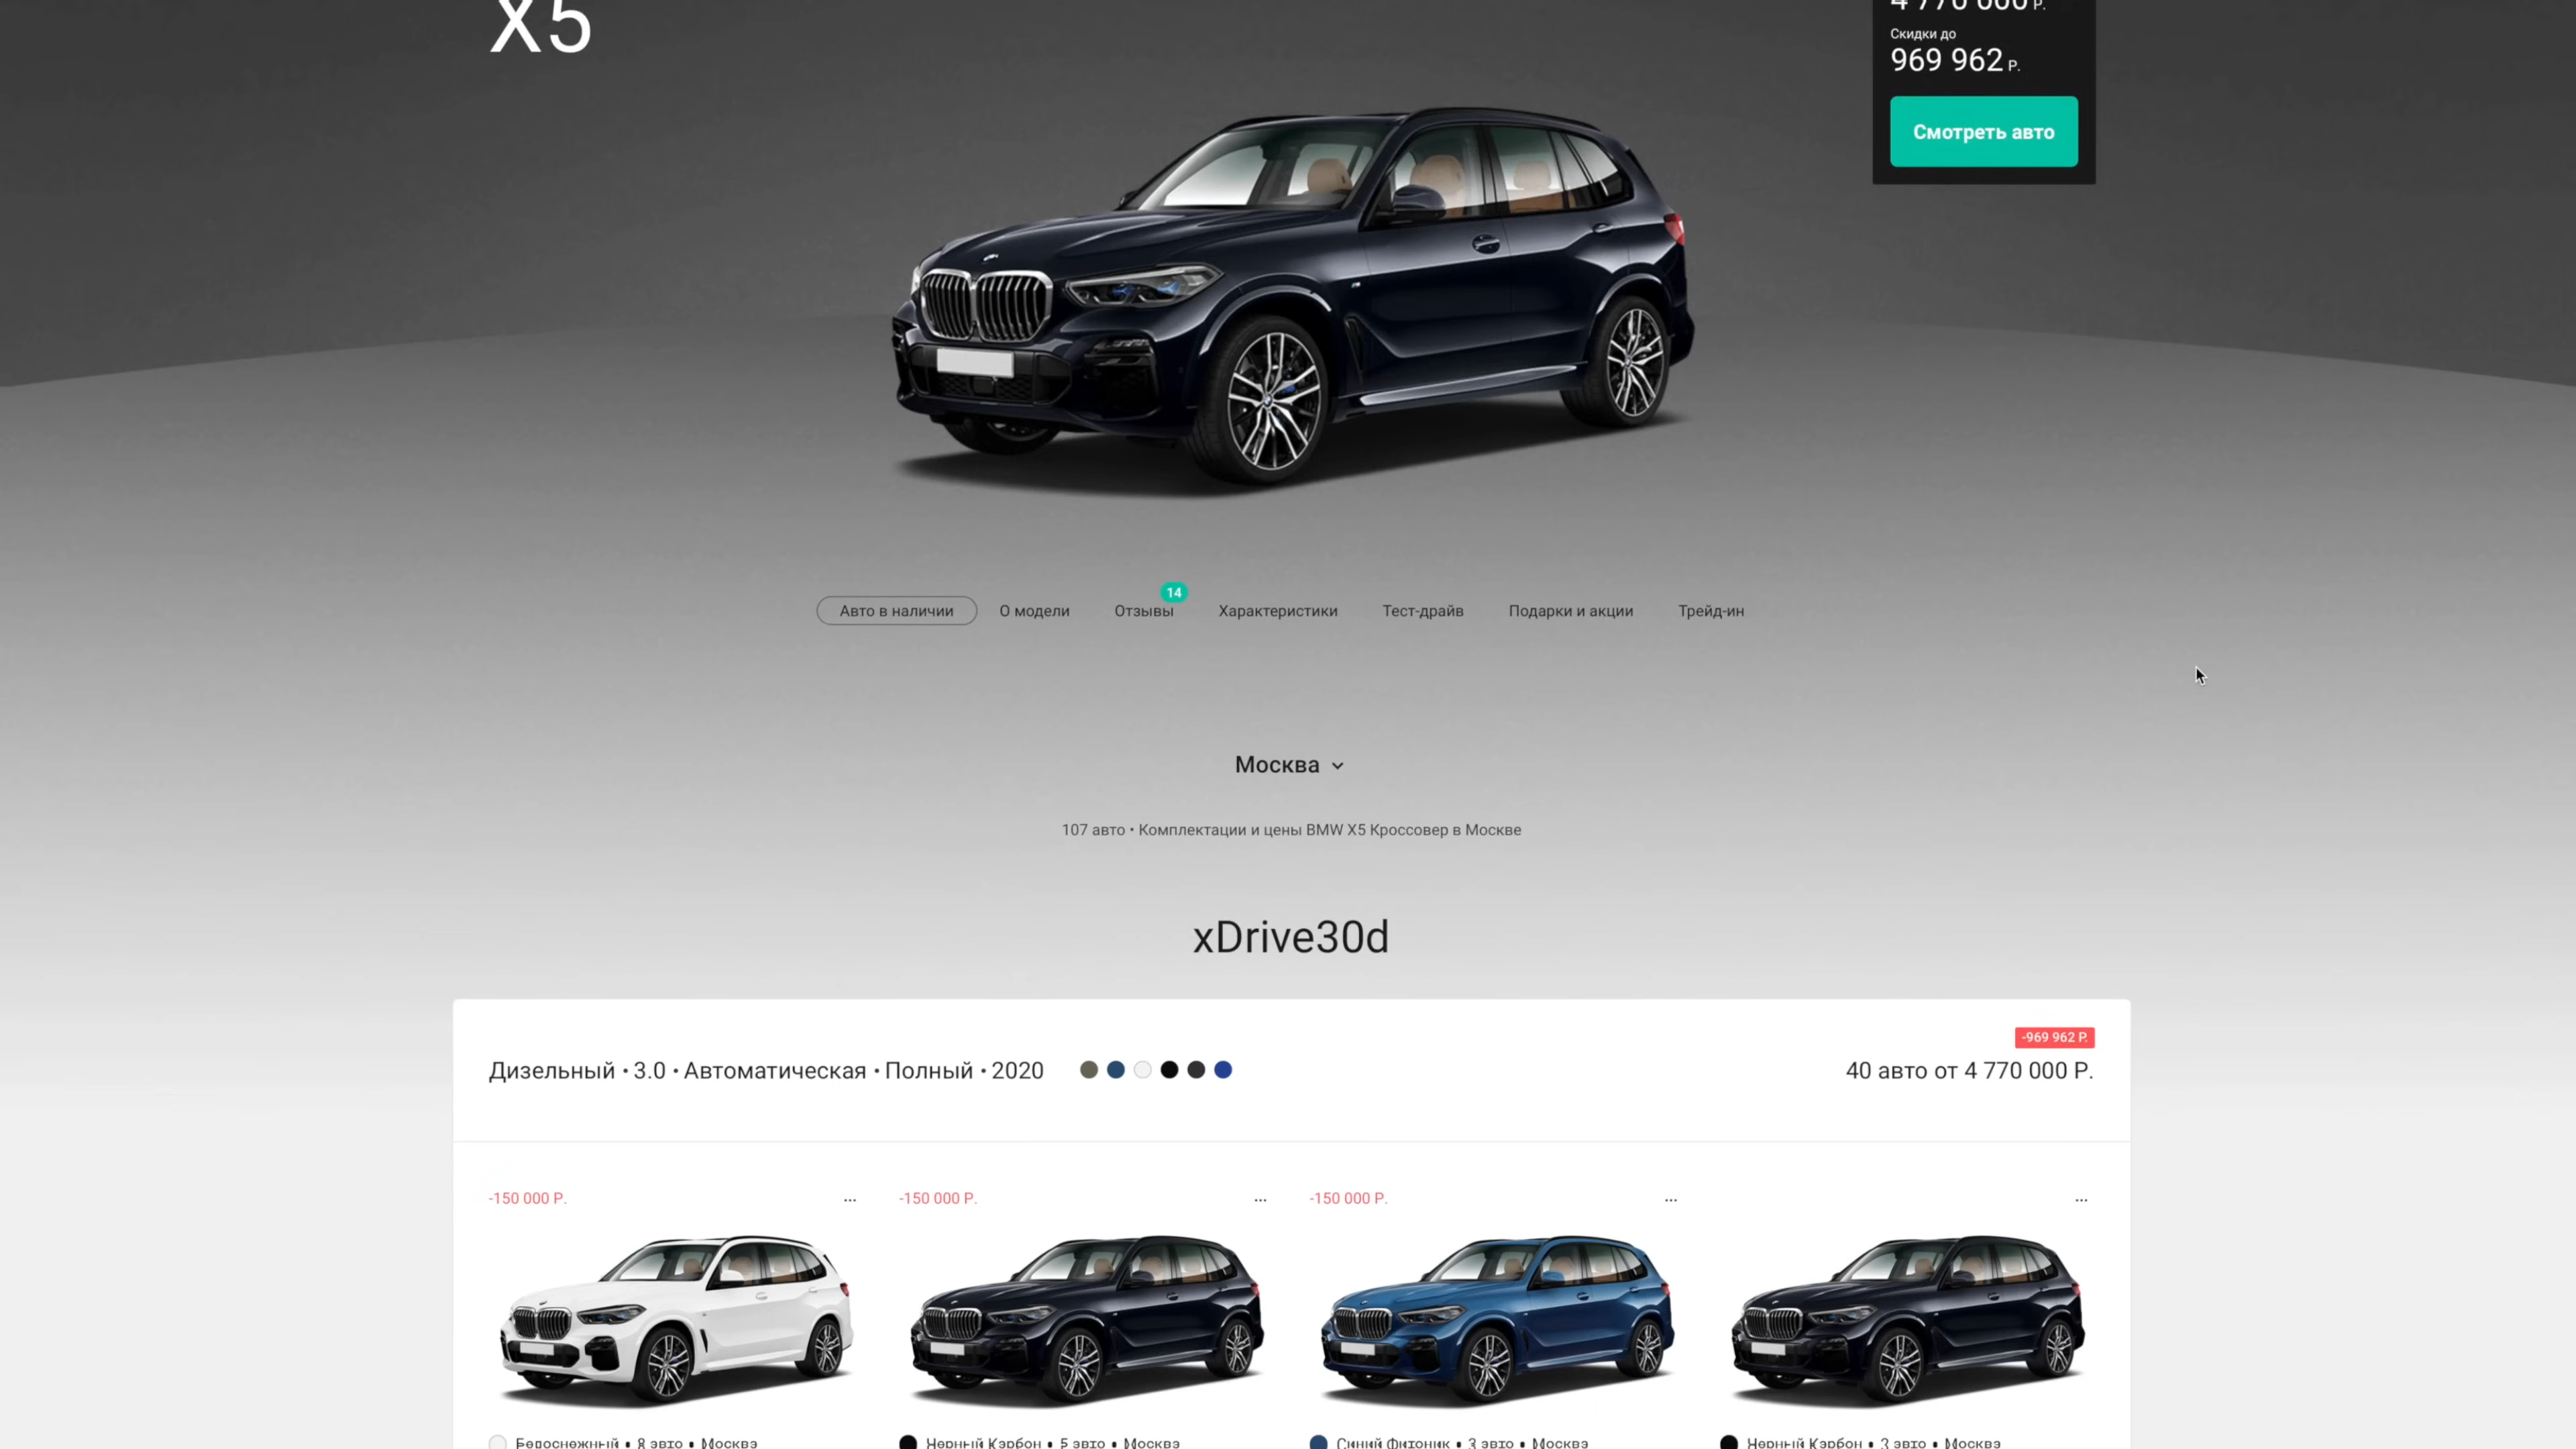 X5
4 770 000 Р.
Скидки до
969 962 Р.
Смотреть авто
14
Авто в наличии О модели Отзывы Характеристики Тест-драйв Подарки и акции Трейд-ин
Москва
107 авто • Комплектации и цены BMW X5 Кроссовер в Москве
xDrive30d
-969 962 Р.
Дизельный • 3.0 • Автоматическая • Полный • 2020
40 авто от 4 770 000 Р.
-150 000 Р. ... -150 000 Р. ... -150 000 Р. ... ...
Белоснежный • 8 авто • Москва
Черный Карбон • 5 авто • Москва
Синий Фитоник • 3 авто • Москва
Черный Карбон • 3 авто • Москва